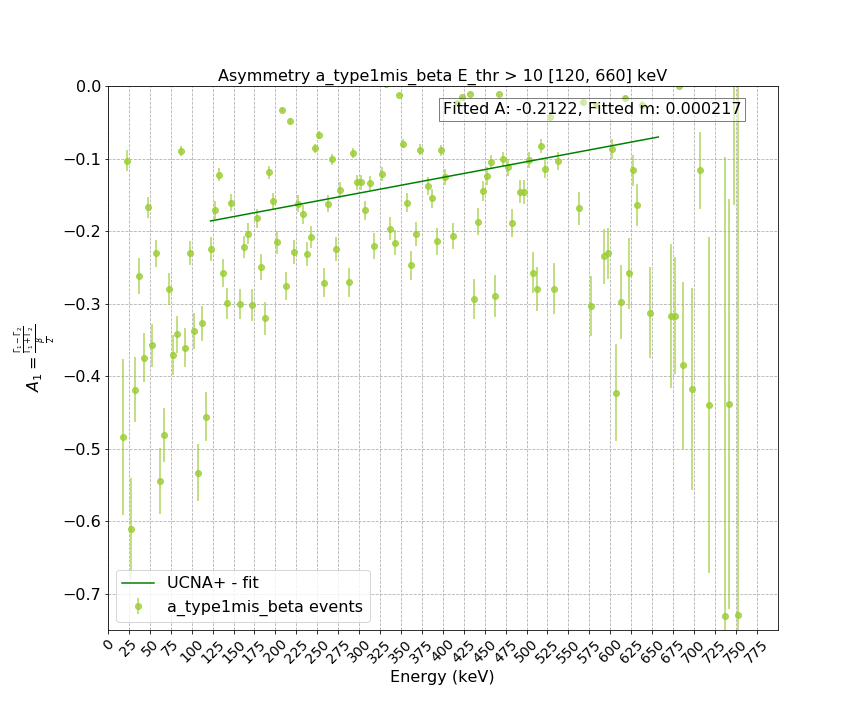 Asymmetry a_type1mis_beta E_thr > 10 [120, 660] keV
Fitted A: -0.2122, Fitted m: 0.000217
0.0
−0.1
−0.2
−0.3
−0.4
−0.5
−0.6
−0.7
A₁ = ((Γ₁−Γ₂)/(Γ₁+Γ₂))/(β/2)
UCNA+ - fit
a_type1mis_beta events
0 25 50 75 100 125 150 175 200 225 250 275 300 325 350 375 400 425 450 475 500 525 550 575 600 625 650 675 700 725 750 775
Energy (keV)